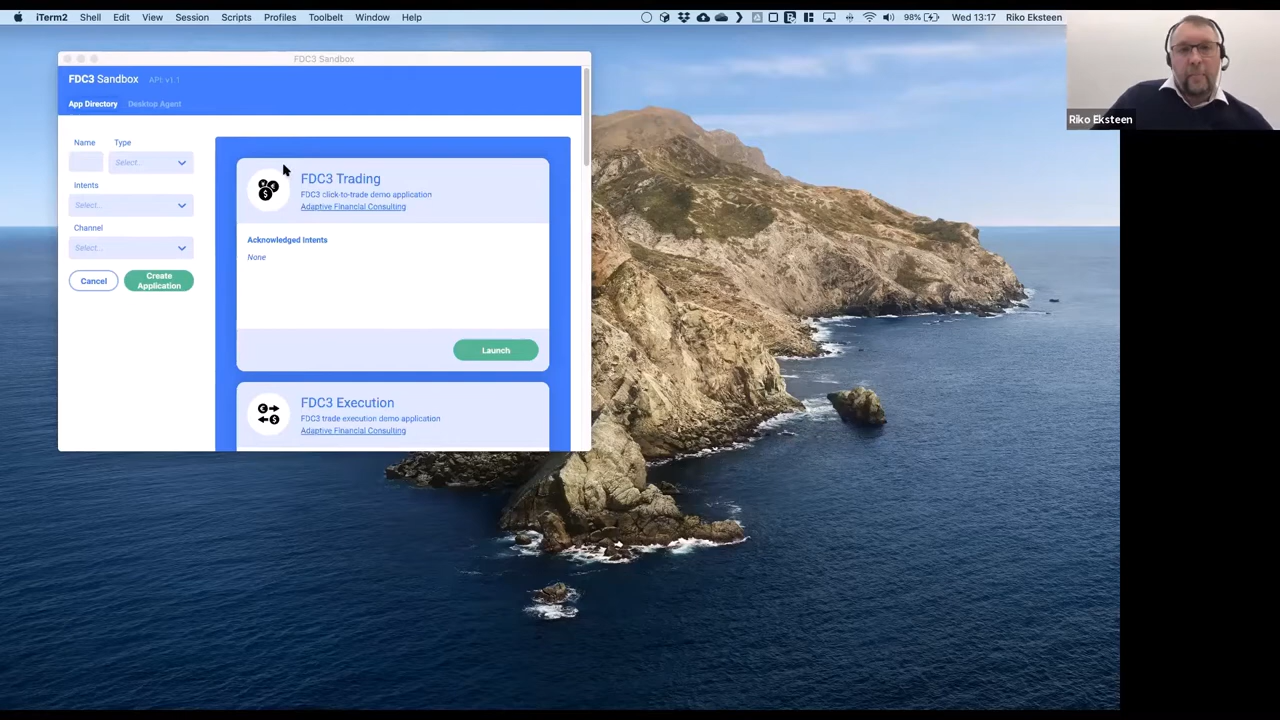 iTerm2 Shell Edit View Session Scripts Profiles Toolbelt Window Help 98% Wed 13:17 Riko Eksteen
FDC3 Sandbox
FDC3 Sandbox API: v1.1
App Directory Desktop Agent
Name Type
Select...
Intents
Select...
Channel
Select...
Cancel Create
Application
FDC3 Trading
FDC3 click-to-trade demo application
Adaptive Financial Consulting
Acknowledged Intents
None
Launch
FDC3 Execution
FDC3 trade execution demo application
Adaptive Financial Consulting
Riko Eksteen